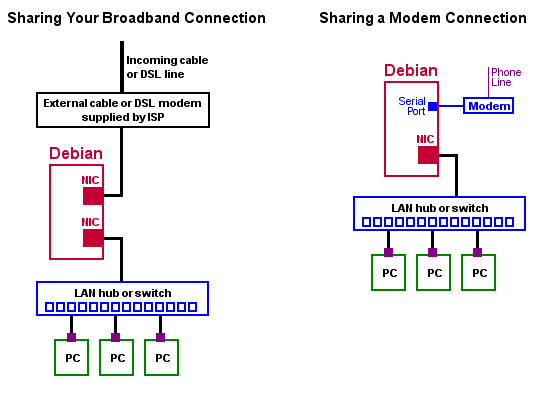 Sharing Your Broadband Connection
Incoming cable
or DSL line
External cable or DSL modem
supplied by ISP
Debian
NIC
NIC
LAN hub or switch
PC
PC
PC
Sharing a Modem Connection
Phone
Line
Debian
Serial
Port
Modem
NIC
LAN hub or switch
PC
PC
PC